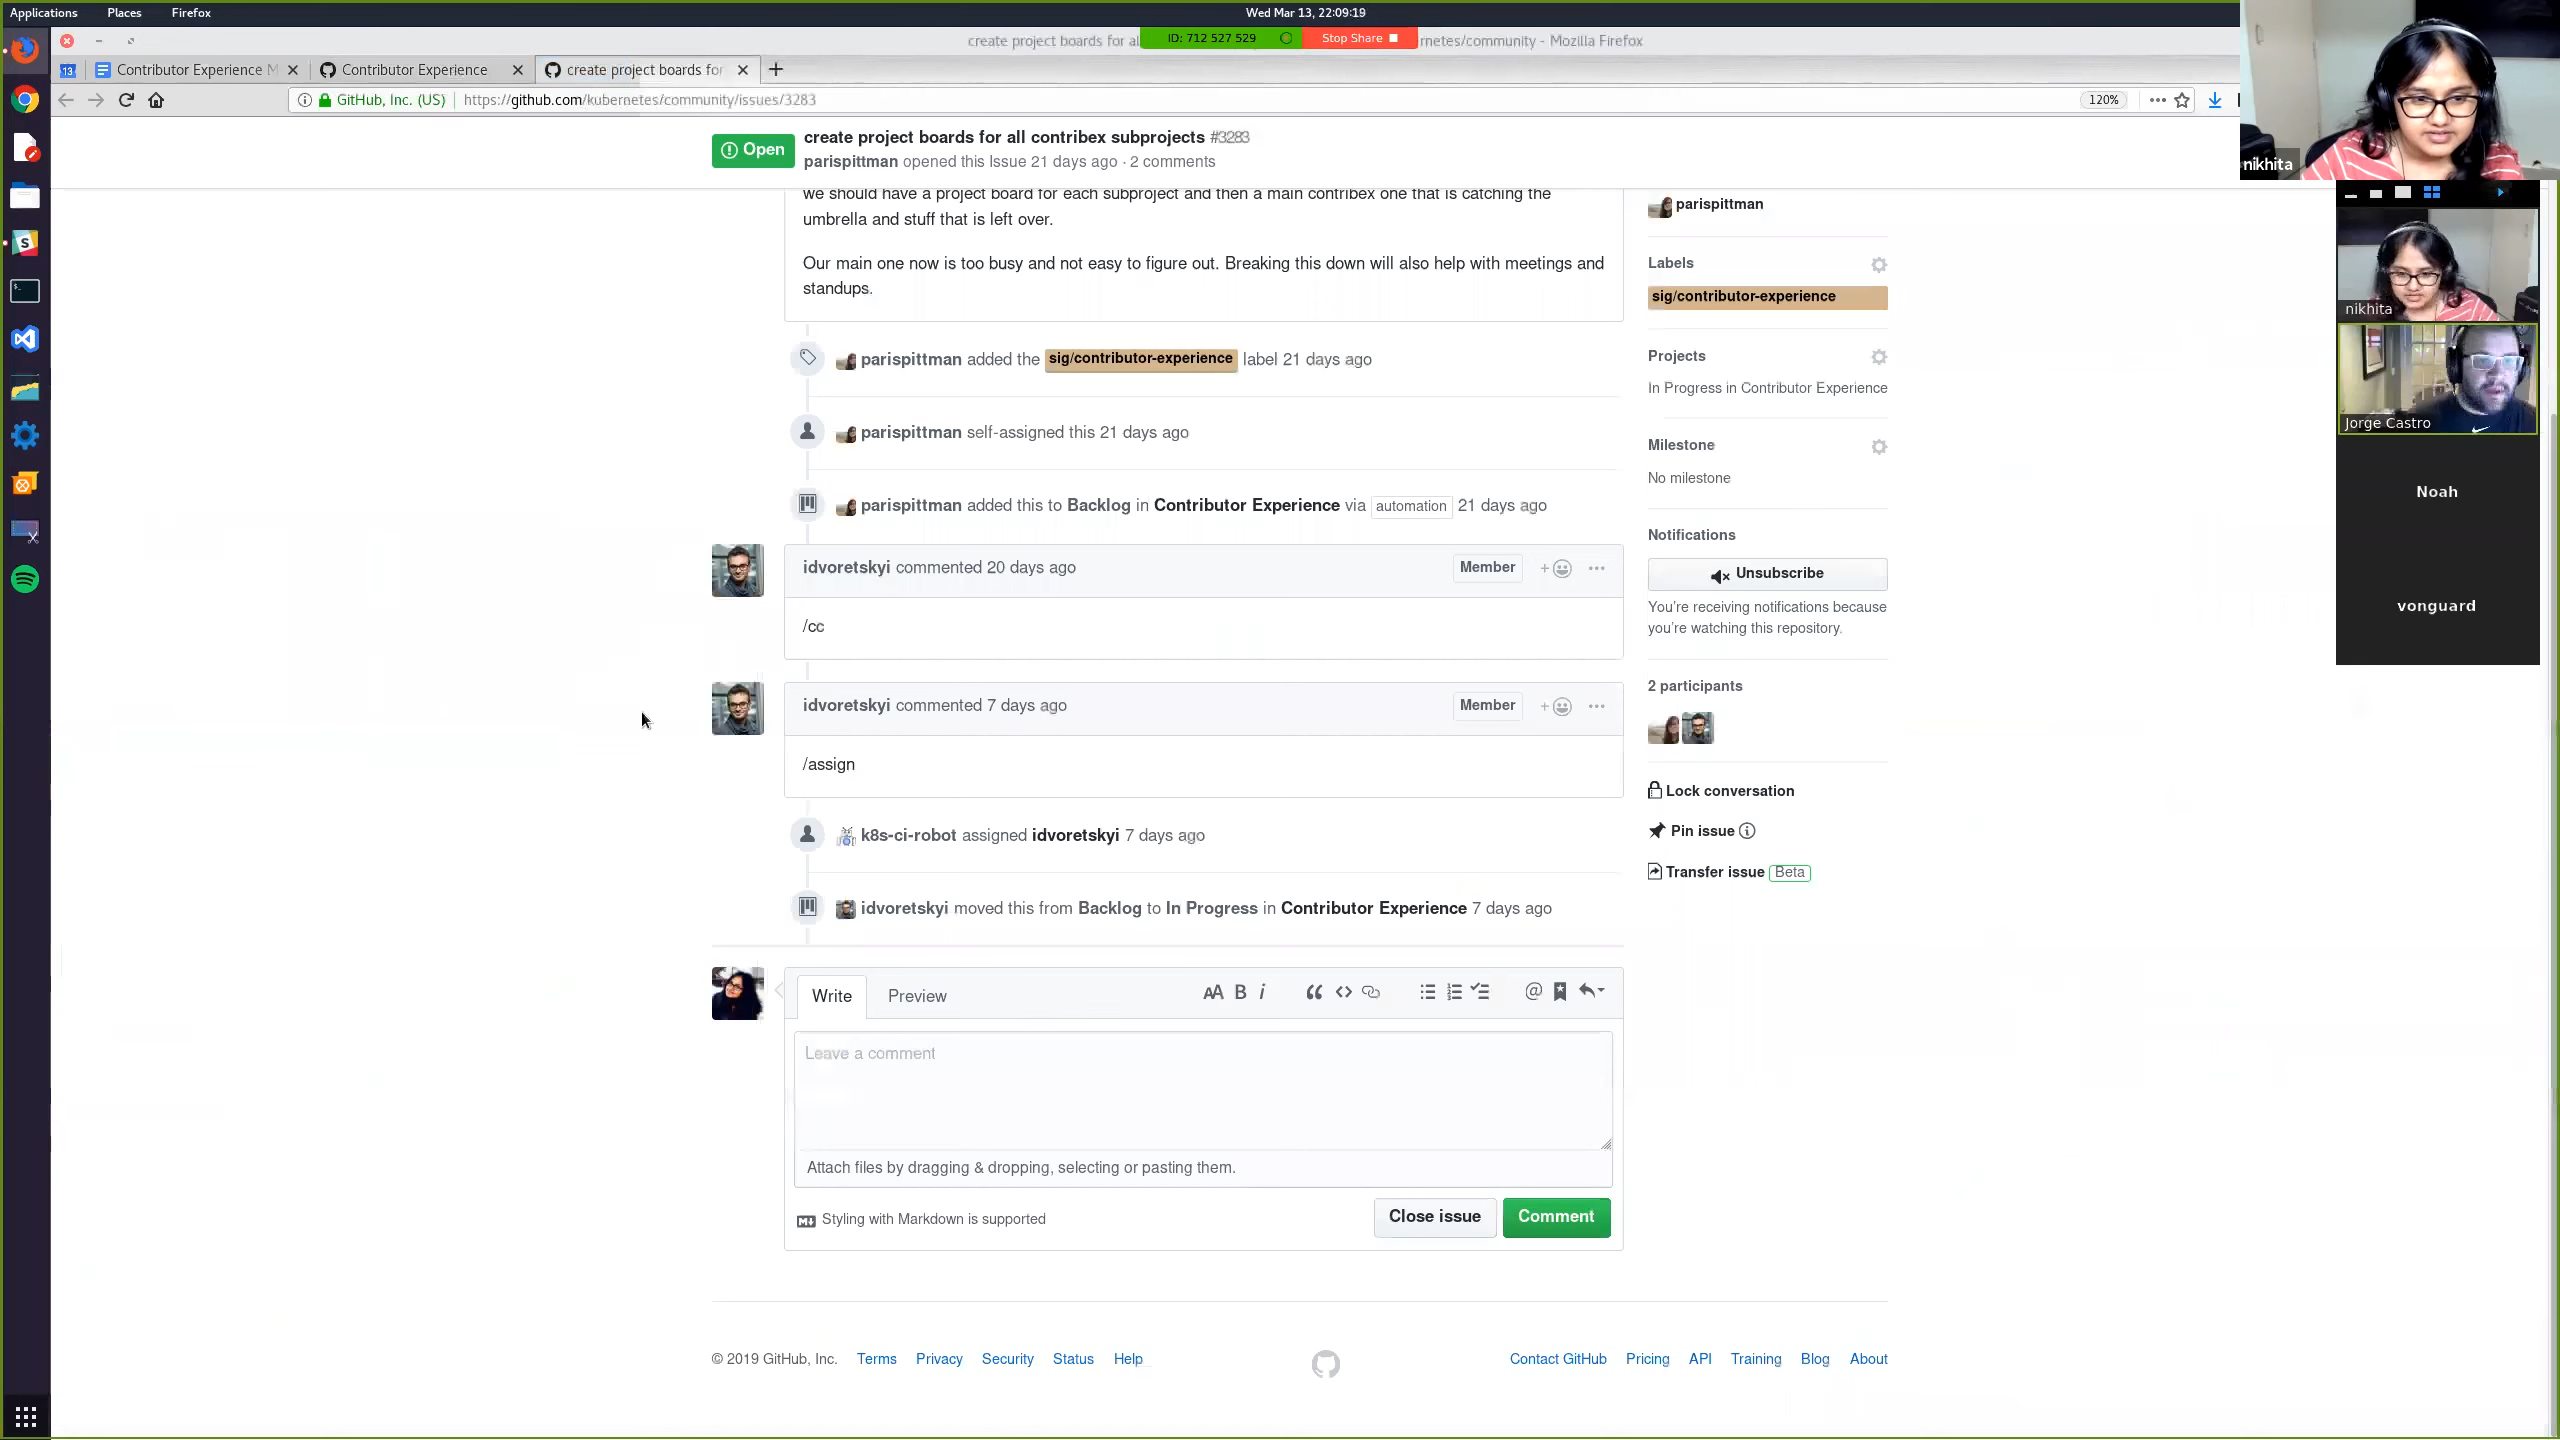 Applications Places Firefox Wed Mar 13, 22:09:19
create project boards for al ID: 712 527 529 Stop Share rnetes/community - Mozilla Firefox
13 Contributor Experience M Contributor Experience create project boards for
GitHub, Inc. (US) https://github.com/kubernetes/community/issues/3283 120%
Open create project boards for all contribex subprojects #3283
parispittman opened this Issue 21 days ago · 2 comments
we should have a project board for each subproject and then a main contribex one that is catching the
umbrella and stuff that is left over.
Our main one now is too busy and not easy to figure out. Breaking this down will also help with meetings and
standups.
parispittman added the sig/contributor-experience label 21 days ago
parispittman self-assigned this 21 days ago
parispittman added this to Backlog in Contributor Experience via automation 21 days ago
idvoretskyi commented 20 days ago Member
/cc
idvoretskyi commented 7 days ago Member
/assign
k8s-ci-robot assigned idvoretskyi 7 days ago
idvoretskyi moved this from Backlog to In Progress in Contributor Experience 7 days ago
Write Preview
Leave a comment
Attach files by dragging & dropping, selecting or pasting them.
Styling with Markdown is supported
Close issue Comment
parispittman
Labels
sig/contributor-experience
Projects
In Progress in Contributor Experience
Milestone
No milestone
Notifications
Unsubscribe
You're receiving notifications because
you're watching this repository.
2 participants
Lock conversation
Pin issue
Transfer issue Beta
© 2019 GitHub, Inc. Terms Privacy Security Status Help
Contact GitHub Pricing API Training Blog About
nikhita
nikhita
Jorge Castro
Noah
vonguard